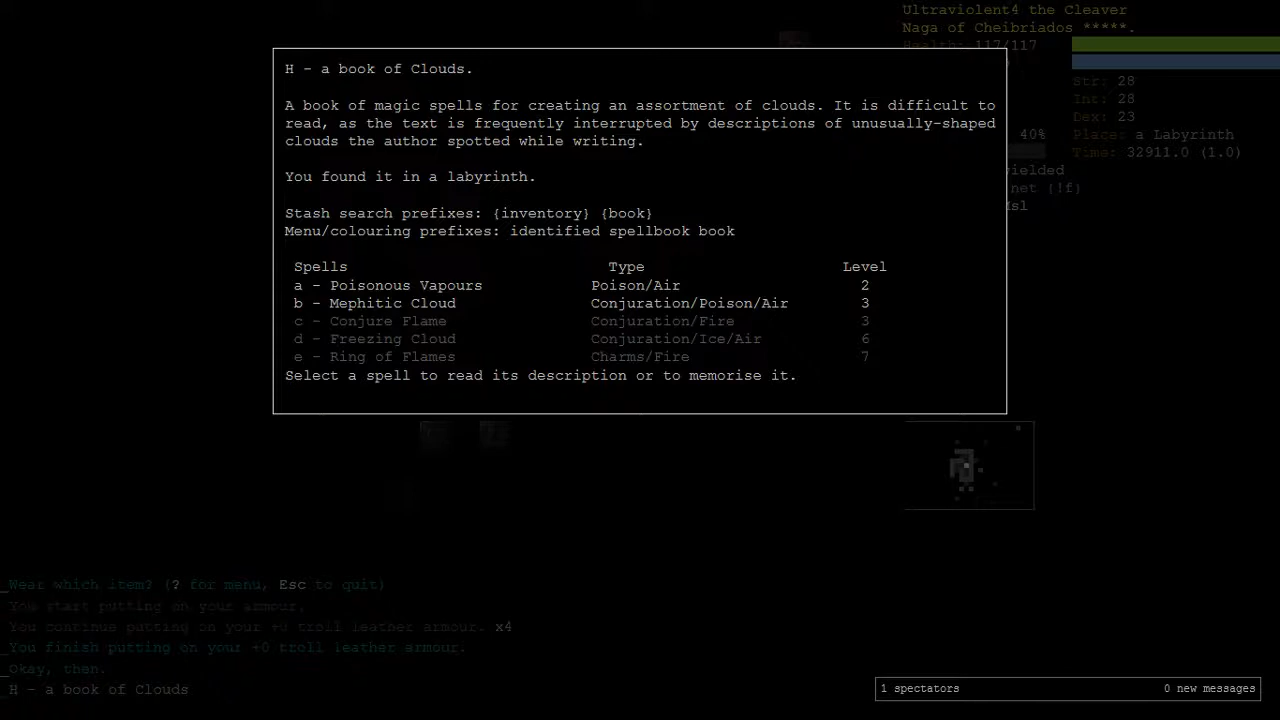 Ultraviolent4 the Cleaver
Naga of Cheibriados *****.
Health: 117/117
Str: 28
Int: 28
Dex: 23
40%
Place: a Labyrinth
Time: 32911.0 (1.0)
net {!f}
H - a book of Clouds.
A book of magic spells for creating an assortment of clouds. It is difficult to
read, as the text is frequently interrupted by descriptions of unusually-shaped
clouds the author spotted while writing.
You found it in a labyrinth.
Stash search prefixes: {inventory} {book}
Menu/colouring prefixes: identified spellbook book
Spells Type Level
a - Poisonous Vapours Poison/Air 2
b - Mephitic Cloud Conjuration/Poison/Air 3
c - Conjure Flame Conjuration/Fire 3
d - Freezing Cloud Conjuration/Ice/Air 6
e - Ring of Flames Charms/Fire 7
Select a spell to read its description or to memorise it.
_Wear which item? (? for menu, Esc to quit)
You start putting on your armour.
You continue putting on your +0 troll leather armour. x4
_You finish putting on your +0 troll leather armour.
_Okay, then.
H - a book of Clouds
1 spectators 0 new messages